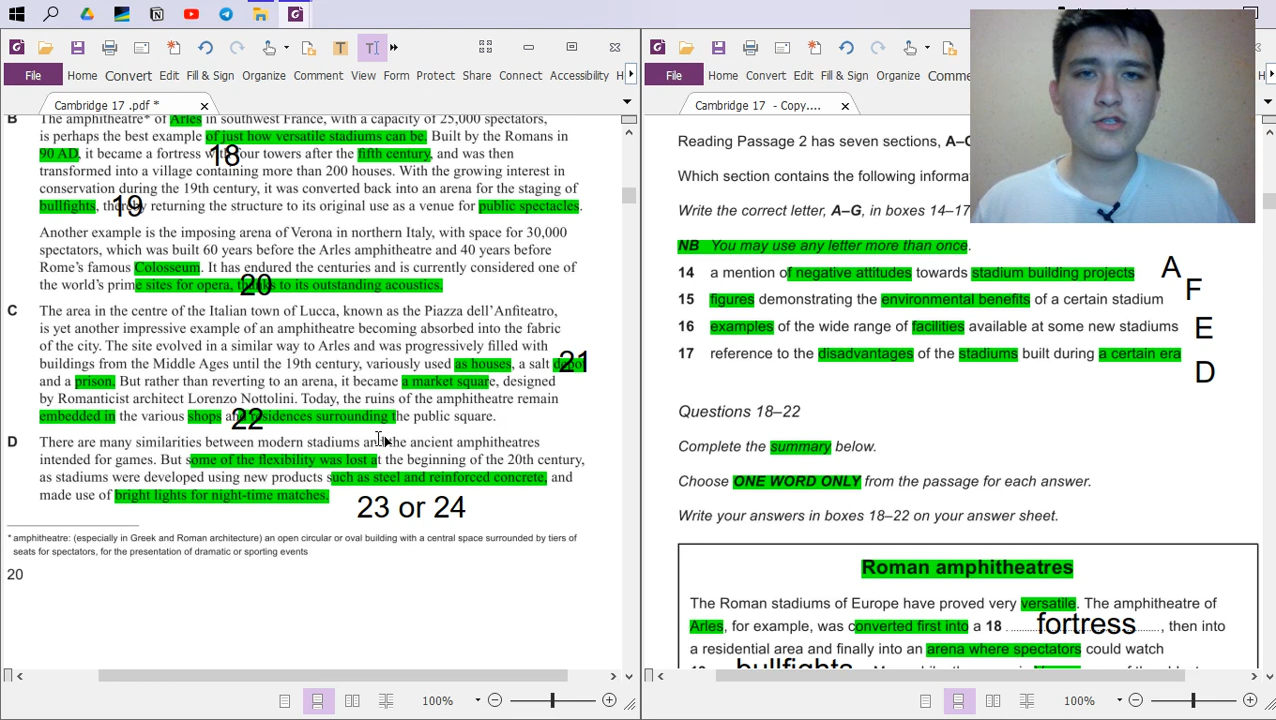 File Home Convert Edit Fill & Sign Organize Comment View Form Protect Share Connect Accessibility
Cambridge 17 .pdf *
B The amphitheatre* of Arles in southwest France, with a capacity of 25,000 spectators,
is perhaps the best example of just how versatile stadiums can be. Built by the Romans in
90 AD, it became a fortress with four towers after the fifth century, and was then
18
transformed into a village containing more than 200 houses. With the growing interest in
conservation during the 19th century, it was converted back into an arena for the staging of
bullfights, thereby returning the structure to its original use as a venue for public spectacles.
19
Another example is the imposing arena of Verona in northern Italy, with space for 30,000
spectators, which was built 60 years before the Arles amphitheatre and 40 years before
Rome's famous Colosseum. It has endured the centuries and is currently considered one of
the world's prime sites for opera, thanks to its outstanding acoustics.
20
C The area in the centre of the Italian town of Lucca, known as the Piazza dell'Anfiteatro,
is yet another impressive example of an amphitheatre becoming absorbed into the fabric
of the city. The site evolved in a similar way to Arles and was progressively filled with
buildings from the Middle Ages until the 19th century, variously used as houses, a salt depot
21
and a prison. But rather than reverting to an arena, it became a market square, designed
by Romanticist architect Lorenzo Nottolini. Today, the ruins of the amphitheatre remain
embedded in the various shops and residences surrounding the public square.
22
D There are many similarities between modern stadiums and the ancient amphitheatres
intended for games. But some of the flexibility was lost at the beginning of the 20th century,
as stadiums were developed using new products such as steel and reinforced concrete, and
made use of bright lights for night-time matches.
23 or 24
* amphitheatre: (especially in Greek and Roman architecture) an open circular or oval building with a central space surrounded by tiers of
seats for spectators, for the presentation of dramatic or sporting events
20
100%
File Home Convert Edit Fill & Sign Organize
Cambridge 17 - Copy....
Reading Passage 2 has seven sections,
Which section contains the following
Write the correct letter, A–G, in boxes 14–17
NB You may use any letter more than once.
14 a mention of negative attitudes towards stadium building projects A
15 figures demonstrating the environmental benefits of a certain stadium F
16 examples of the wide range of facilities available at some new stadiums E
17 reference to the disadvantages of the stadiums built during a certain era D
Questions 18–22
Complete the summary below.
Choose ONE WORD ONLY from the passage for each answer.
Write your answers in boxes 18–22 on your answer sheet.
Roman amphitheatres
The Roman stadiums of Europe have proved very versatile. The amphitheatre of
Arles, for example, was converted first into a 18 fortress, then into
a residential area and finally into an arena where spectators could watch
bullfights
100%